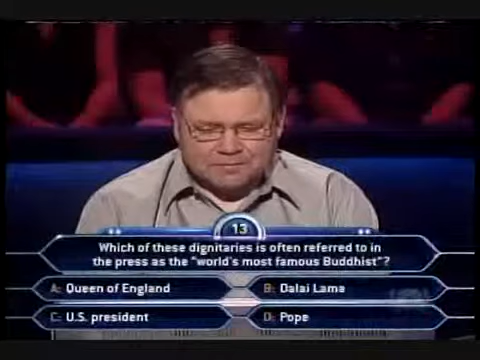 13
Which of these dignitaries is often referred to in
the press as the "world's most famous Buddhist"?
A: Queen of England
B: Dalai Lama
C: U.S. president
D: Pope